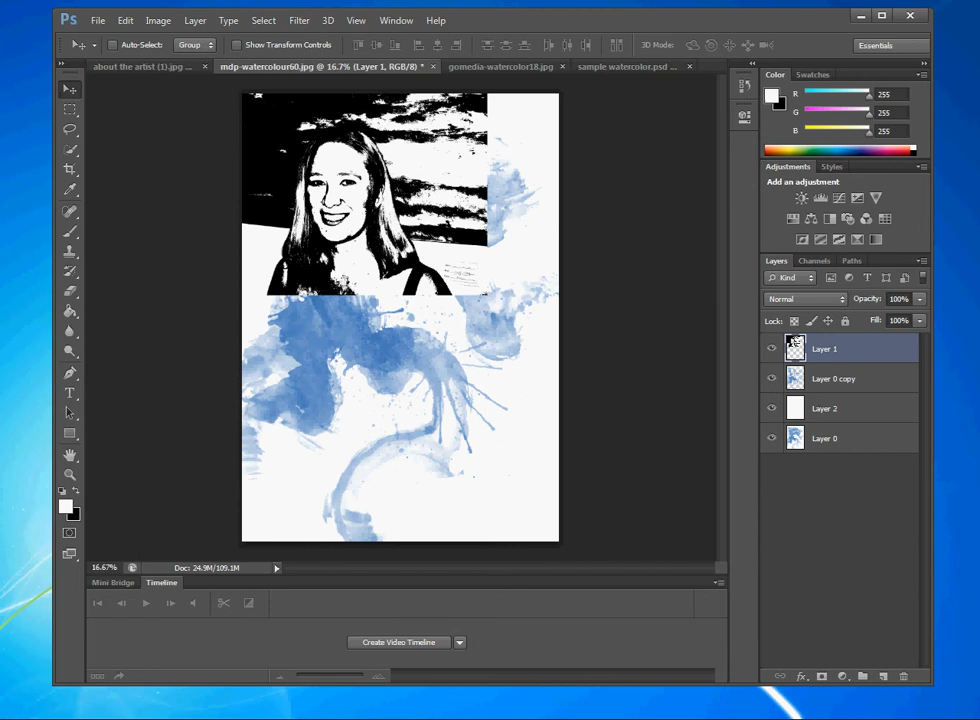 Ps File Edit Image Layer Type Select Filter 3D View Window Help
Auto-Select: Group Show Transform Controls 3D Mode: Essentials
about the artist (1).jpg ... × mdp-watercolour60.jpg @ 16.7% (Layer 1, RGB/8) * × gomedia-watercolor18.jpg × sample watercolor.psd ... ×
Color Swatches
R 255
G 255
B 255
Adjustments Styles
Add an adjustment
Layers Channels Paths
Kind
Normal Opacity: 100%
Lock: Fill: 100%
Layer 1
Layer 0 copy
Layer 2
Layer 0
16.67% Doc: 24.9M/109.1M
Mini Bridge Timeline
Create Video Timeline